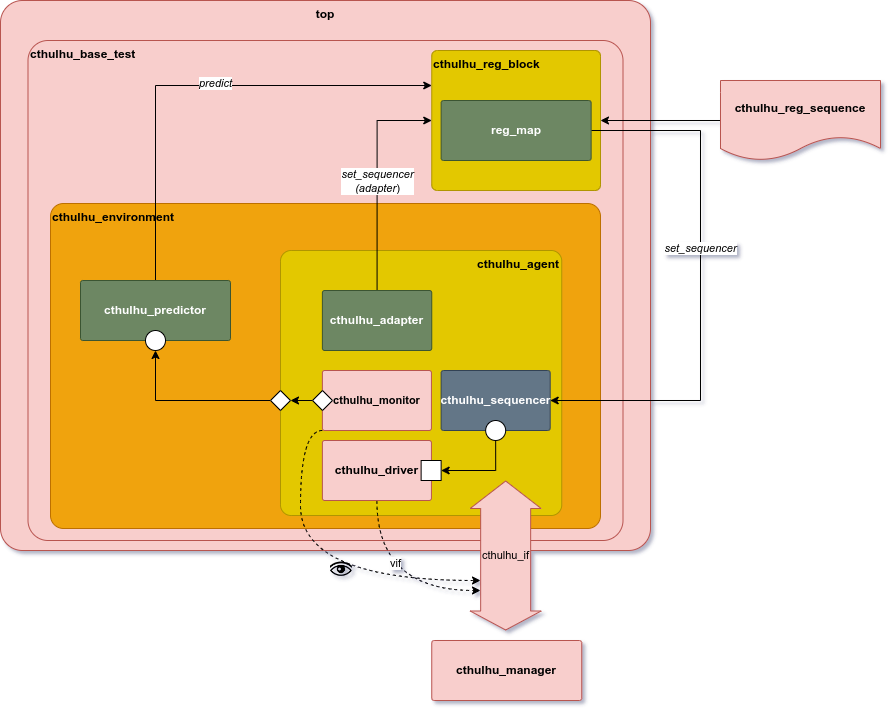 top
cthulhu_base_test
cthulhu_reg_block
predict
cthulhu_reg_sequence
reg_map
set_sequencer
(adapter)
cthulhu_environment
set_sequencer
cthulhu_agent
cthulhu_predictor
cthulhu_adapter
cthulhu_monitor
cthulhu_sequencer
cthulhu_driver
cthulhu_if
vif
cthulhu_manager